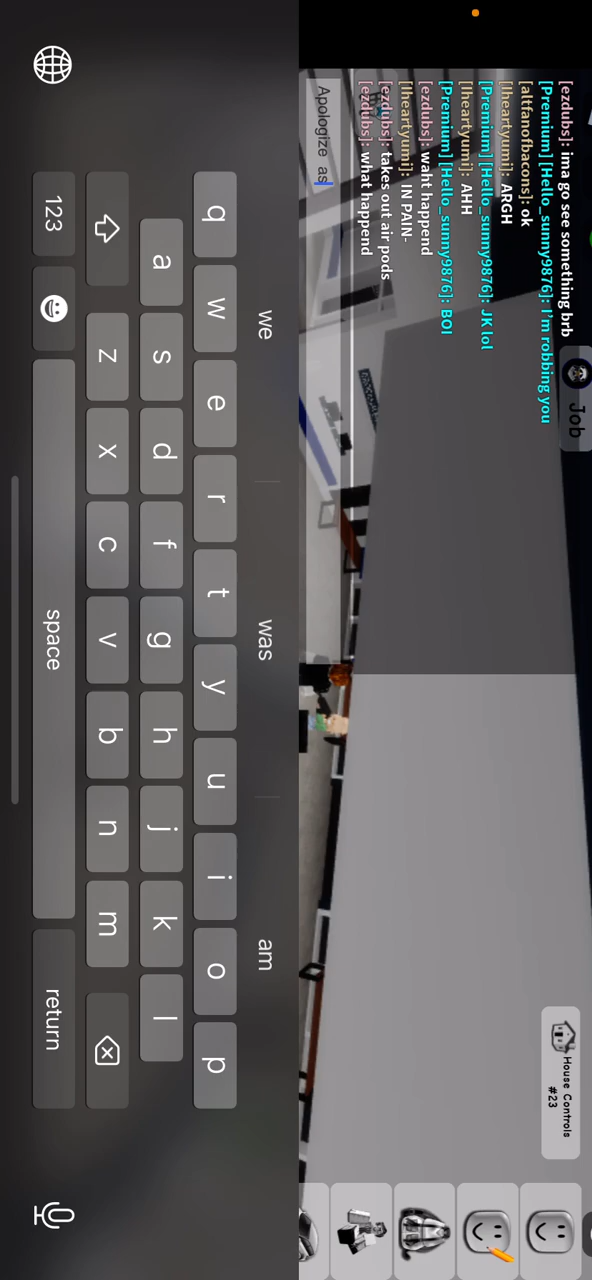 [ezdubs]: ima go see something brb
[Premium] [Hello_sunny9876]: I'm robbing you
[altfanofbacons]: ok
[Iheartyumi]: ARGH
[Premium] [Hello_sunny9876]: JK lol
[Iheartyumi]: AHH
[Premium] [Hello_sunny9876]: BOI
[ezdubs]: waht happend
[Iheartyumi]: IN PAIN-
[ezdubs]: takes out air pods
[ezdubs]: what happend
Apologize as
Job
House Controls
#23
we was am
q w e r t y u i o p
a s d f g h j k l
z x c v b n m
123 space return